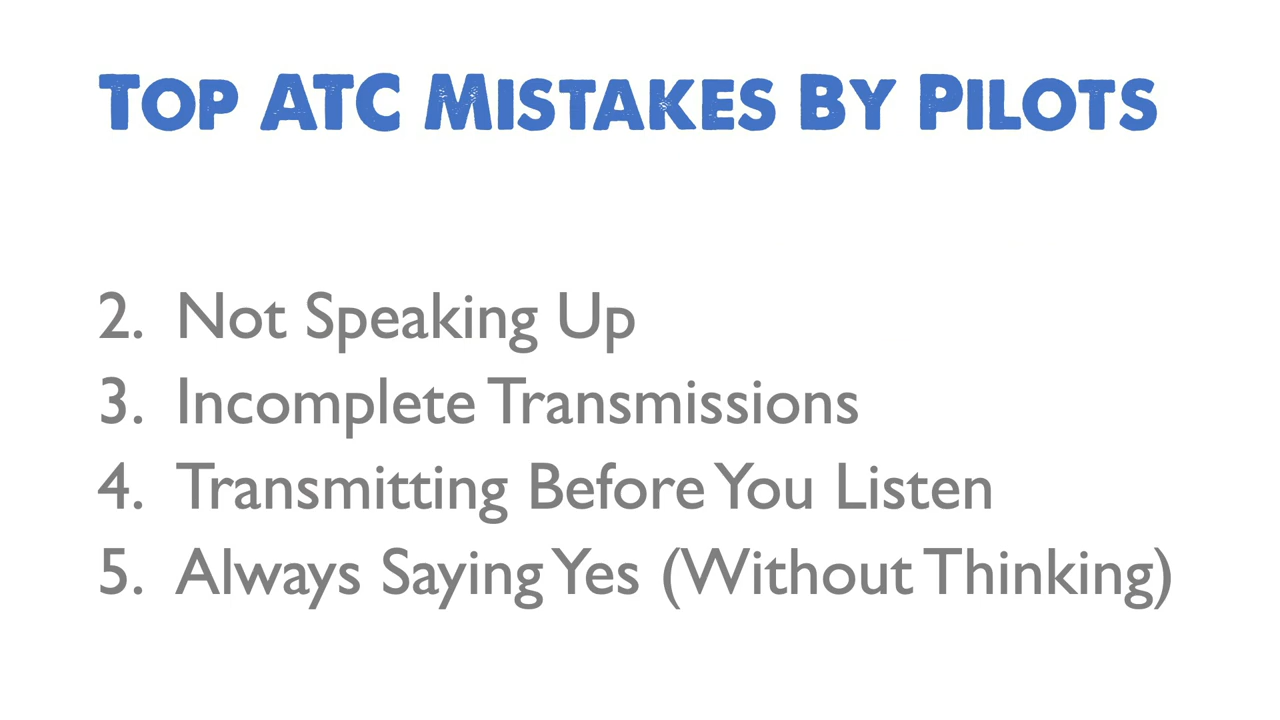 Top ATC Mistakes By Pilots
2. Not Speaking Up
3. Incomplete Transmissions
4. Transmitting Before You Listen
5. Always Saying Yes (Without Thinking)